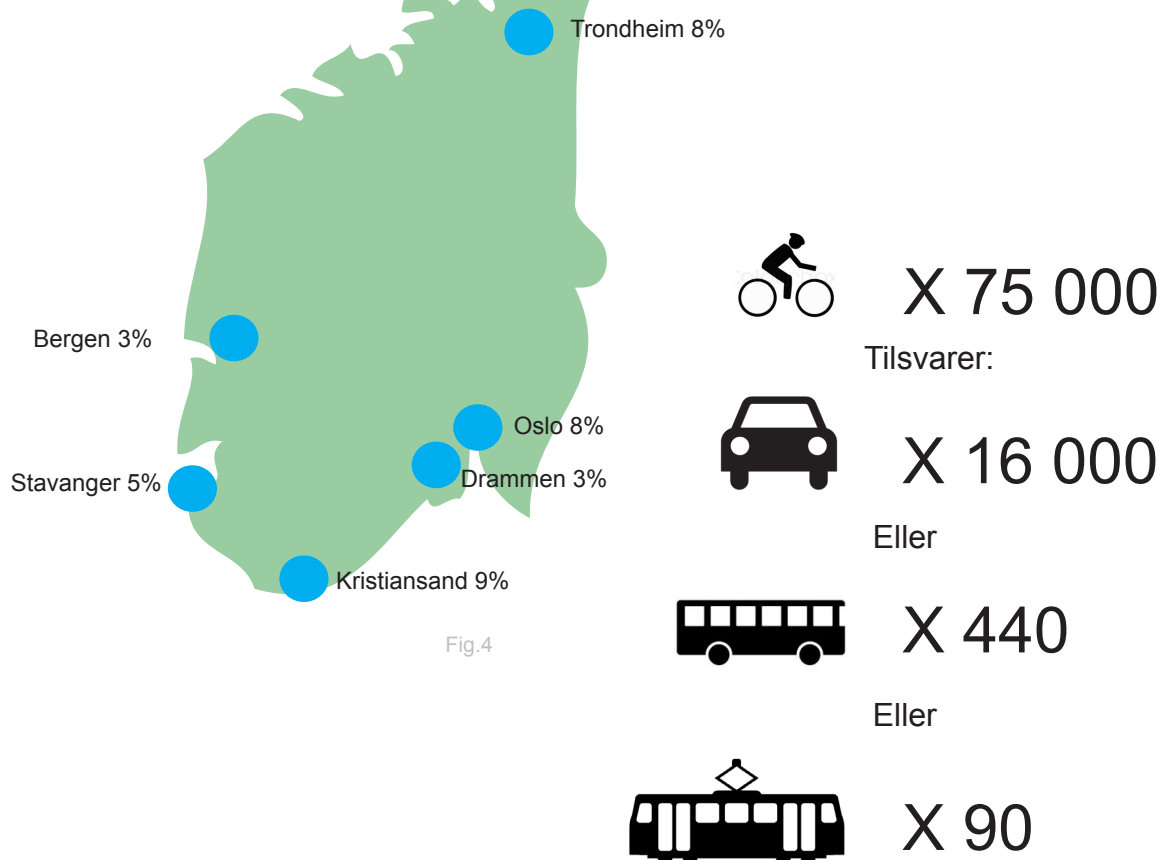 Trondheim 8%
Bergen 3%
Oslo 8%
Stavanger 5%
Drammen 3%
Kristiansand 9%
Fig.4
X 75 000
Tilsvarer:
X 16 000
Eller
X 440
Eller
X 90